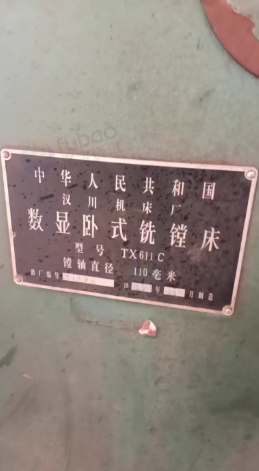 中华人民共和国
汉川机床厂
数显卧式铣镗床
型号 TX611C
镗轴直径 110毫米
出厂编号 年 月制造